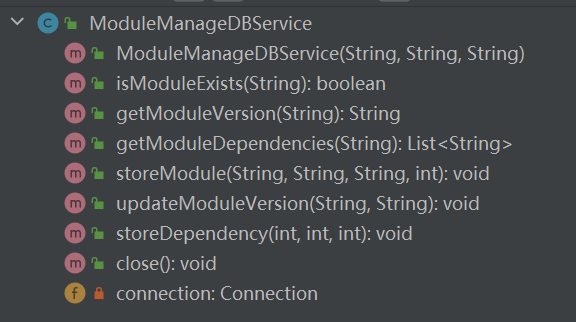 ModuleManageDBService
ModuleManageDBService(String, String, String)
isModuleExists(String): boolean
getModuleVersion(String): String
getModuleDependencies(String): List<String>
storeModule(String, String, String, int): void
updateModuleVersion(String, String): void
storeDependency(int, int, int): void
close(): void
connection: Connection